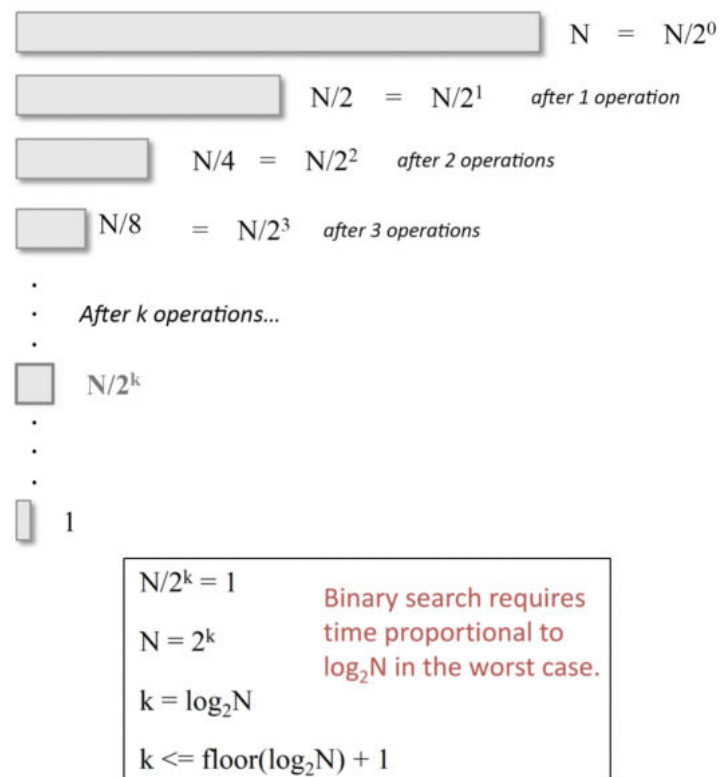 N = N/2⁰
N/2 = N/2¹ after 1 operation
N/4 = N/2² after 2 operations
N/8 = N/2³ after 3 operations
.
. After k operations...
.
N/2ᵏ
.
.
.
1
N/2ᵏ = 1
N = 2ᵏ
k = log₂N
k <= floor(log₂N) + 1
Binary search requires
time proportional to
log₂N in the worst case.